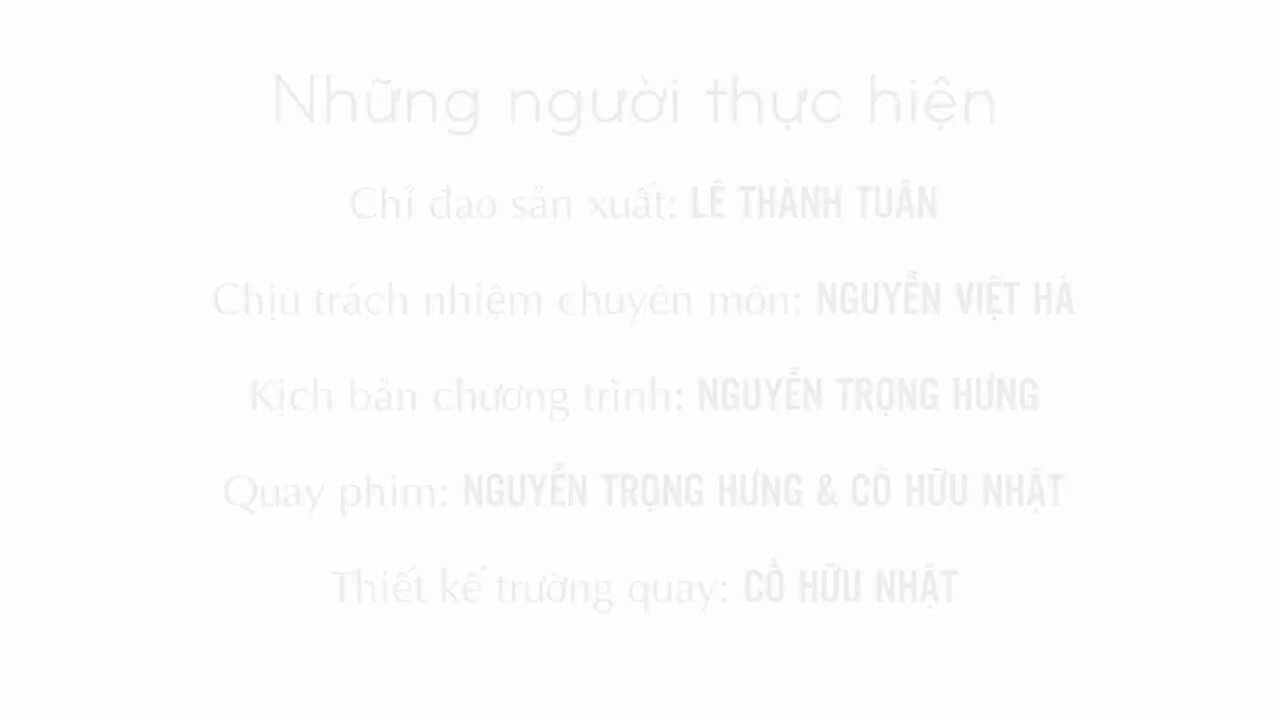 Những người thực hiện
Chỉ đạo sản xuất: LÊ THÀNH TUÂN
Chịu trách nhiệm chuyên môn: NGUYỄN VIỆT HÀ
Kịch bản chương trình: NGUYỄN TRỌNG HƯNG
Quay phim: NGUYỄN TRỌNG HƯNG & CỒ HỮU NHẬT
Thiết kế trường quay: CỒ HỮU NHẬT